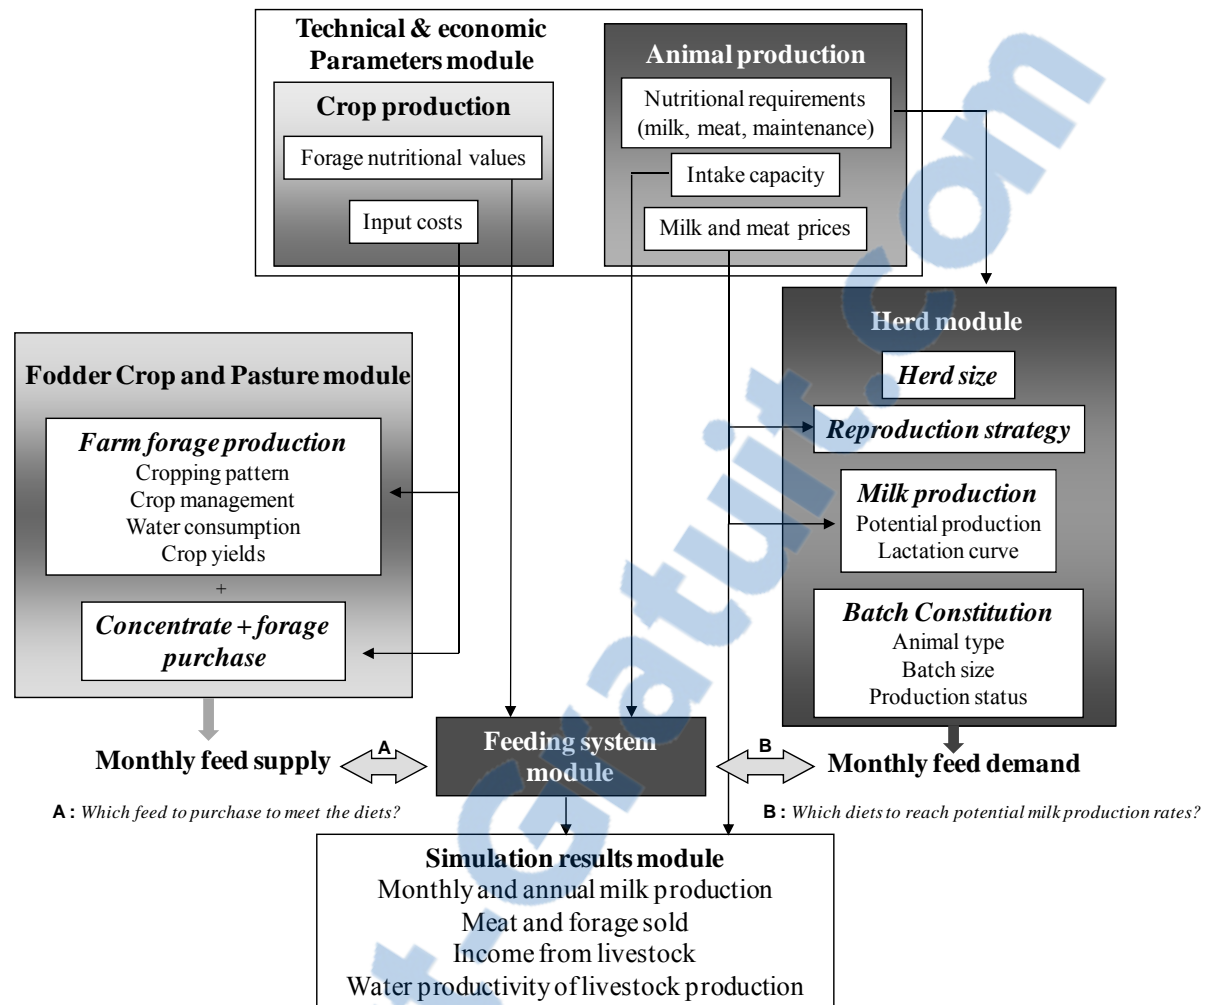 Technical & economic
Parameters module
Crop production
Forage nutritional values
Input costs
Animal production
Nutritional requirements
(milk, meat, maintenance)
Intake capacity
Milk and meat prices
Fodder Crop and Pasture module
Farm forage production
Cropping pattern
Crop management
Water consumption
Crop yields
+
Concentrate + forage
purchase
Herd module
Herd size
Reproduction strategy
Milk production
Potential production
Lactation curve
Batch Constitution
Animal type
Batch size
Production status
Monthly feed supply
A
Feeding system
module
B
Monthly feed demand
A : Which feed to purchase to meet the diets?
B : Which diets to reach potential milk production rates?
Simulation results module
Monthly and annual milk production
Meat and forage sold
Income from livestock
Water productivity of livestock production
t-Gratuit.com